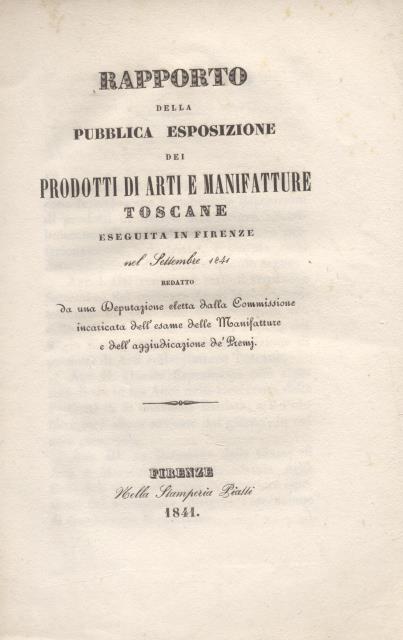 RAPPORTO
DELLA
PUBBLICA ESPOSIZIONE
DEI
PRODOTTI DI ARTI E MANIFATTURE
TOSCANE
ESEGUITA IN FIRENZE
nel Settembre 1841
REDATTO
da una Deputazione eletta dalla Commissione
incaricata dell'esame delle Manifatture
e dell'aggiudicazione de' Premj.
FIRENZE
Nella Stamperia Piatti
1841.